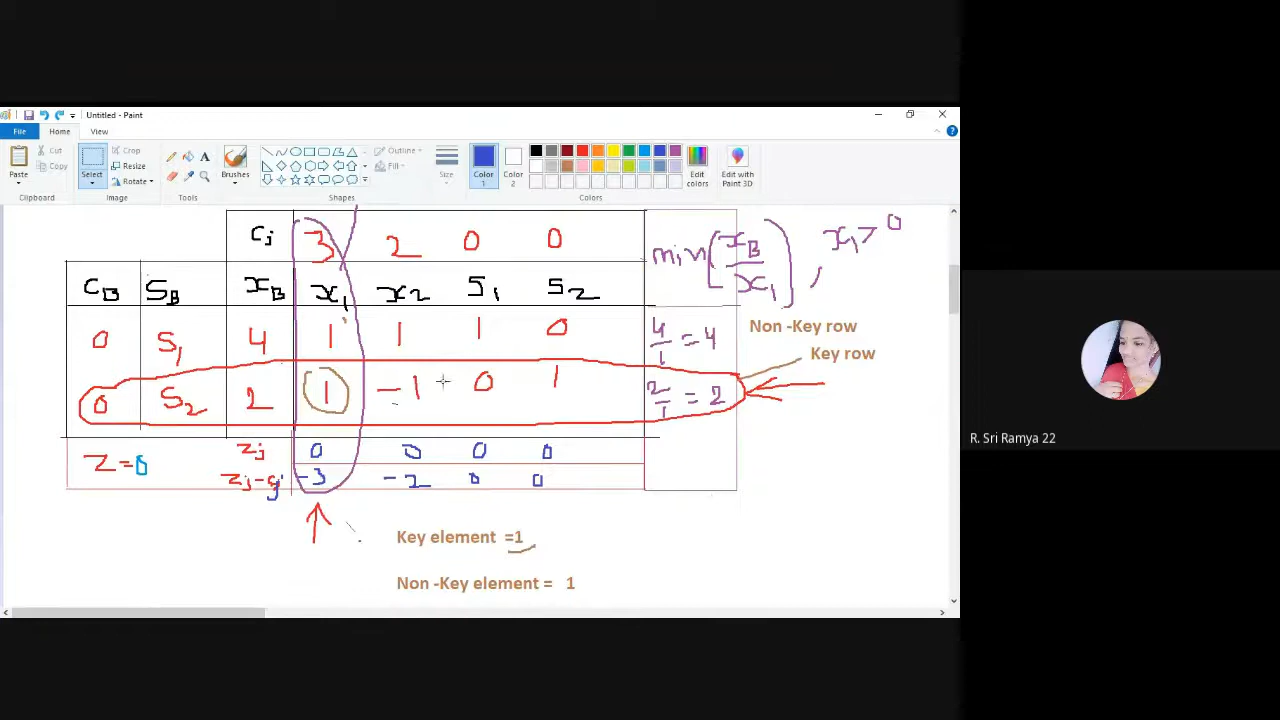 Untitled - Paint
File Home View
Paste Cut Copy Clipboard
Select Crop Resize Rotate Image
A Tools
Brushes
Shapes Outline Fill
Size
Color 1 Color 2 Colors
Edit colors
Edit with Paint 3D
Cj 3 2 0 0 min(xB/x1), x1>0
CB SB xB x1 x2 S1 S2
0 S1 4 1 1 1 0 4/1 = 4
Non -Key row
Key row
0 S2 2 1 -1 0 1 2/1 = 2
Z=0 Zj 0 0 0 0
Zj-Cj -3 -2 0 0
Key element =1
Non -Key element = 1
R. Sri Ramya 22